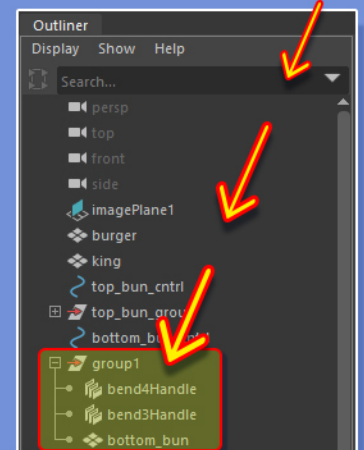 Outliner
Display Show Help
Search...
persp
top
front
side
imagePlane1
burger
king
top_bun_cntrl
top_bun_grou
bottom_bu
group1
bend4Handle
bend3Handle
bottom_bun